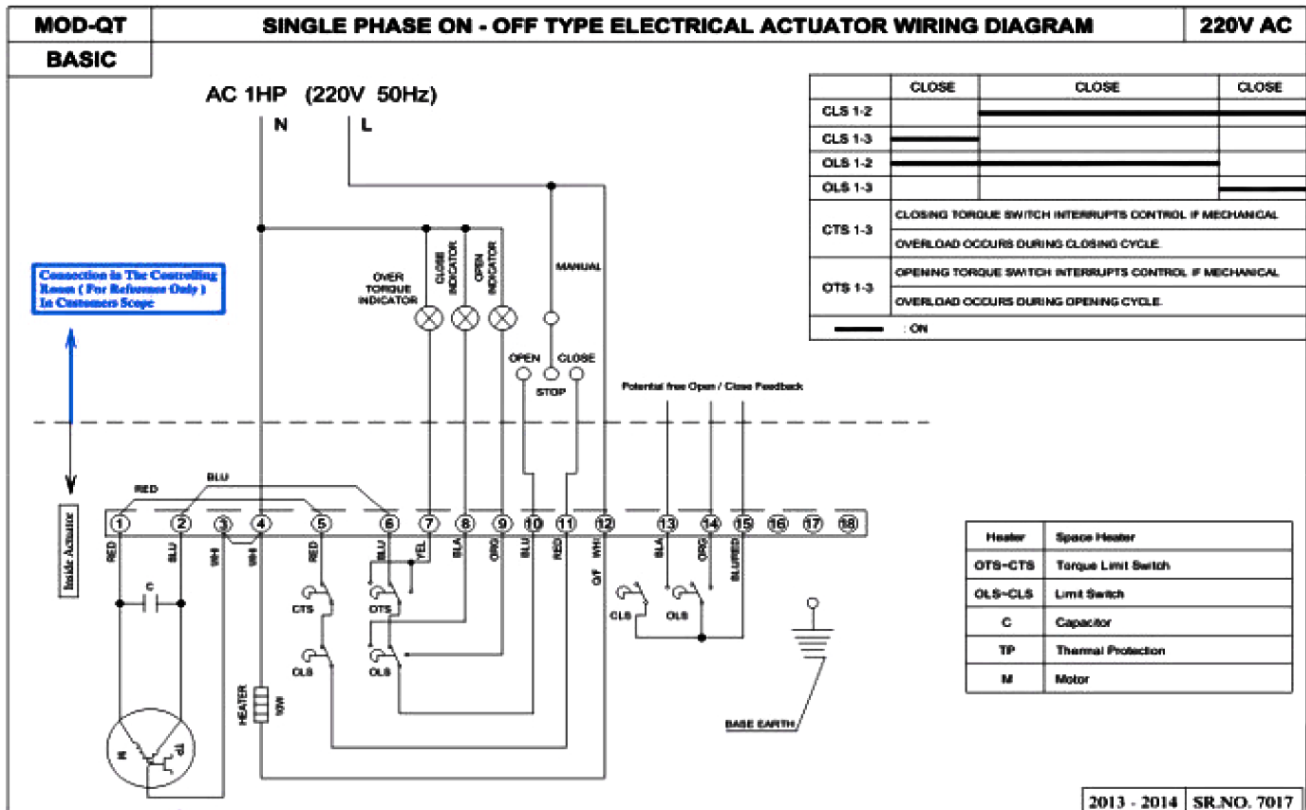 MOD-QT
SINGLE PHASE ON - OFF TYPE ELECTRICAL ACTUATOR WIRING DIAGRAM
220V AC
BASIC
AC 1HP (220V 50Hz)
N
L
CLOSE CLOSE CLOSE
CLS 1-2
CLS 1-3
OLS 1-2
OLS 1-3
CTS 1-3
CLOSING TORQUE SWITCH INTERRUPTS CONTROL IF MECHANICAL
OVERLOAD OCCURS DURING CLOSING CYCLE.
OTS 1-3
OPENING TORQUE SWITCH INTERRUPTS CONTROL IF MECHANICAL
OVERLOAD OCCURS DURING OPENING CYCLE.
: ON
Connection in The Controlling
Room ( For Reference Only )
In Customers Scope
OVER
TORQUE
INDICATOR
CLOSE
INDICATOR
OPEN
INDICATOR
MANUAL
OPEN
CLOSE
STOP
Potential free Open / Close Feedback
Inside Actuator
RED
BLU
1 2 3 4 5 6 7 8 9 10 11 12 13 14 15 16 17 18
RED BLU WHI WHI RED BLU YEL BLA ORG BLU RED O/F WHI BLA ORG BLU/RED
C
CTS
OTS
CLS
OLS
OLS
OLS
HEATER
10W
M
TP
BASE EARTH
Heater Space Heater
OTS~CTS Torque Limit Switch
OLS~CLS Limit Switch
C Capacitor
TP Thermal Protection
M Motor
2013 - 2014
SR.NO. 7017